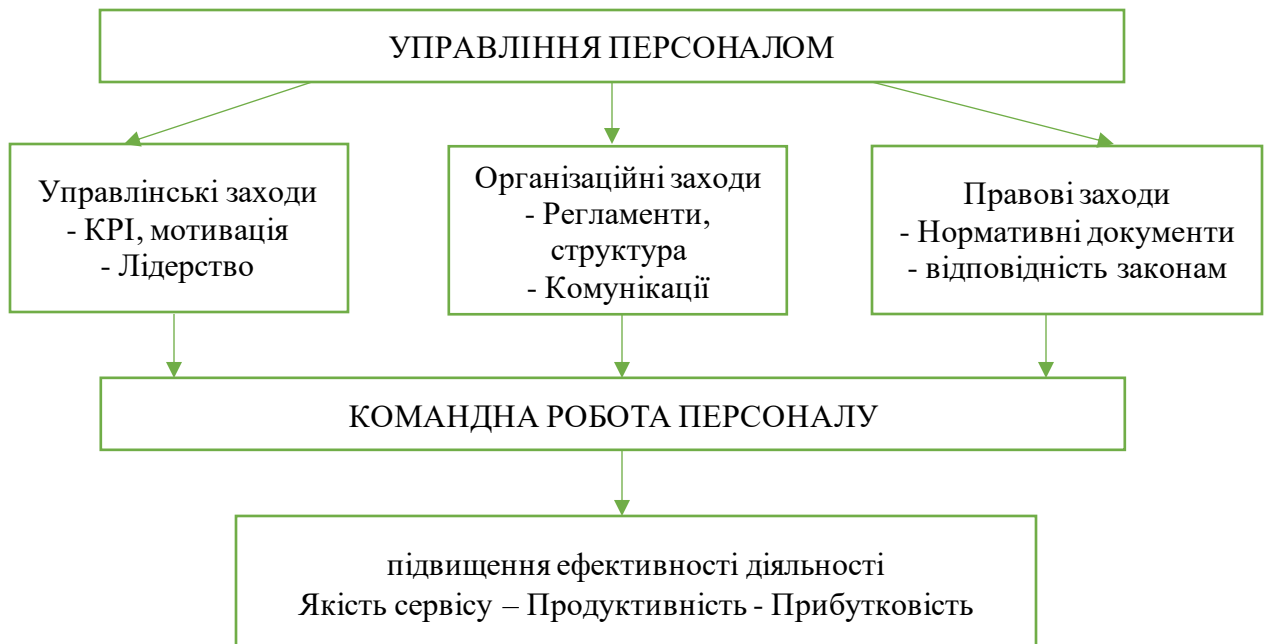 УПРАВЛІННЯ ПЕРСОНАЛОМ
Управлінські заходи
- КРІ, мотивація
- Лідерство
Організаційні заходи
- Регламенти,
структура
- Комунікації
Правові заходи
- Нормативні документи
- відповідність законам
КОМАНДНА РОБОТА ПЕРСОНАЛУ
підвищення ефективності діяльності
Якість сервісу – Продуктивність - Прибутковість